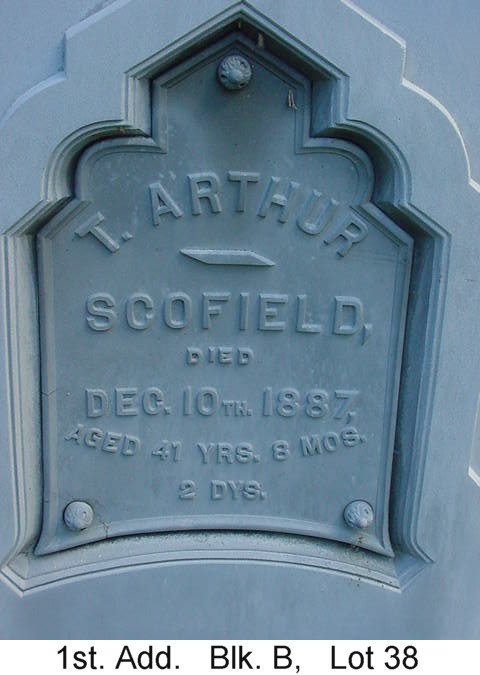 T. ARTHUR
SCOFIELD,
DIED
DEC. 10TH. 1887,
AGED 41 YRS. 8 MOS.
2 DYS.
1st. Add. Blk. B, Lot 38